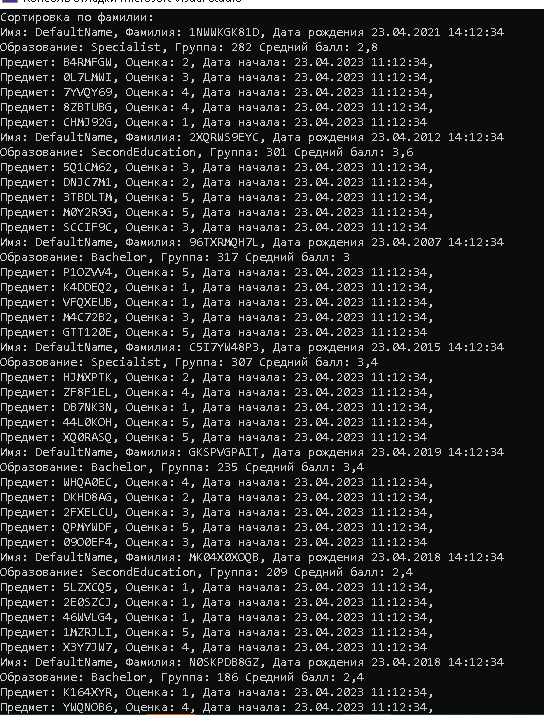 Сортировка по фамилии:
Имя: DefaultName, Фамилия: 1NWWKGK81D, Дата рождения 23.04.2021 14:12:34
Образование: Specialist, Группа: 282 Средний балл: 2,8
Предмет: B4RMFGW, Оценка: 2, Дата начала: 23.04.2023 11:12:34,
Предмет: 0L7LMWI, Оценка: 3, Дата начала: 23.04.2023 11:12:34,
Предмет: 7YVQY69, Оценка: 4, Дата начала: 23.04.2023 11:12:34,
Предмет: 8ZBTUBG, Оценка: 4, Дата начала: 23.04.2023 11:12:34,
Предмет: CHMJ92G, Оценка: 1, Дата начала: 23.04.2023 11:12:34,
Имя: DefaultName, Фамилия: 2XQRWS9EYC, Дата рождения 23.04.2012 14:12:34
Образование: SecondEducation, Группа: 301 Средний балл: 3,6
Предмет: 5Q1CM62, Оценка: 3, Дата начала: 23.04.2023 11:12:34,
Предмет: DNJC7M1, Оценка: 2, Дата начала: 23.04.2023 11:12:34,
Предмет: 3TBDLTM, Оценка: 5, Дата начала: 23.04.2023 11:12:34,
Предмет: M0Y2R9G, Оценка: 5, Дата начала: 23.04.2023 11:12:34,
Предмет: SCCIF9C, Оценка: 3, Дата начала: 23.04.2023 11:12:34,
Имя: DefaultName, Фамилия: 96TXRMQH7L, Дата рождения 23.04.2007 14:12:34
Образование: Bachelor, Группа: 317 Средний балл: 3
Предмет: P1OZVV4, Оценка: 5, Дата начала: 23.04.2023 11:12:34,
Предмет: K4DDEQ2, Оценка: 1, Дата начала: 23.04.2023 11:12:34,
Предмет: VFQXEUB, Оценка: 1, Дата начала: 23.04.2023 11:12:34,
Предмет: M4C72B2, Оценка: 3, Дата начала: 23.04.2023 11:12:34,
Предмет: GTT120E, Оценка: 5, Дата начала: 23.04.2023 11:12:34,
Имя: DefaultName, Фамилия: C5I7YW48P3, Дата рождения 23.04.2015 14:12:34
Образование: Specialist, Группа: 307 Средний балл: 3,4
Предмет: HJMXPTK, Оценка: 2, Дата начала: 23.04.2023 11:12:34,
Предмет: ZF8F1EL, Оценка: 4, Дата начала: 23.04.2023 11:12:34,
Предмет: DB7NK3N, Оценка: 1, Дата начала: 23.04.2023 11:12:34,
Предмет: 44L0KOH, Оценка: 5, Дата начала: 23.04.2023 11:12:34,
Предмет: XQ0RASQ, Оценка: 5, Дата начала: 23.04.2023 11:12:34,
Имя: DefaultName, Фамилия: GKSPVGPAIT, Дата рождения 23.04.2019 14:12:34
Образование: Bachelor, Группа: 235 Средний балл: 3,4
Предмет: WHQA0EC, Оценка: 4, Дата начала: 23.04.2023 11:12:34,
Предмет: DKHD8AG, Оценка: 2, Дата начала: 23.04.2023 11:12:34,
Предмет: 2FXELCU, Оценка: 3, Дата начала: 23.04.2023 11:12:34,
Предмет: QPMYWDF, Оценка: 5, Дата начала: 23.04.2023 11:12:34,
Предмет: 09O0EF4, Оценка: 3, Дата начала: 23.04.2023 11:12:34,
Имя: DefaultName, Фамилия: MK04X0XOQB, Дата рождения 23.04.2018 14:12:34
Образование: SecondEducation, Группа: 209 Средний балл: 2,4
Предмет: 5LZXCQ5, Оценка: 1, Дата начала: 23.04.2023 11:12:34,
Предмет: 2E0SZCJ, Оценка: 1, Дата начала: 23.04.2023 11:12:34,
Предмет: 46WVLG4, Оценка: 1, Дата начала: 23.04.2023 11:12:34,
Предмет: 1MZRJLI, Оценка: 5, Дата начала: 23.04.2023 11:12:34,
Предмет: X3Y7JW7, Оценка: 4, Дата начала: 23.04.2023 11:12:34,
Имя: DefaultName, Фамилия: N0SKPDB8GZ, Дата рождения 23.04.2018 14:12:34
Образование: Bachelor, Группа: 186 Средний балл: 2,4
Предмет: K164XYR, Оценка: 1, Дата начала: 23.04.2023 11:12:34,
Предмет: YWQNOB6, Оценка: 4, Дата начала: 23.04.2023 11:12:34,